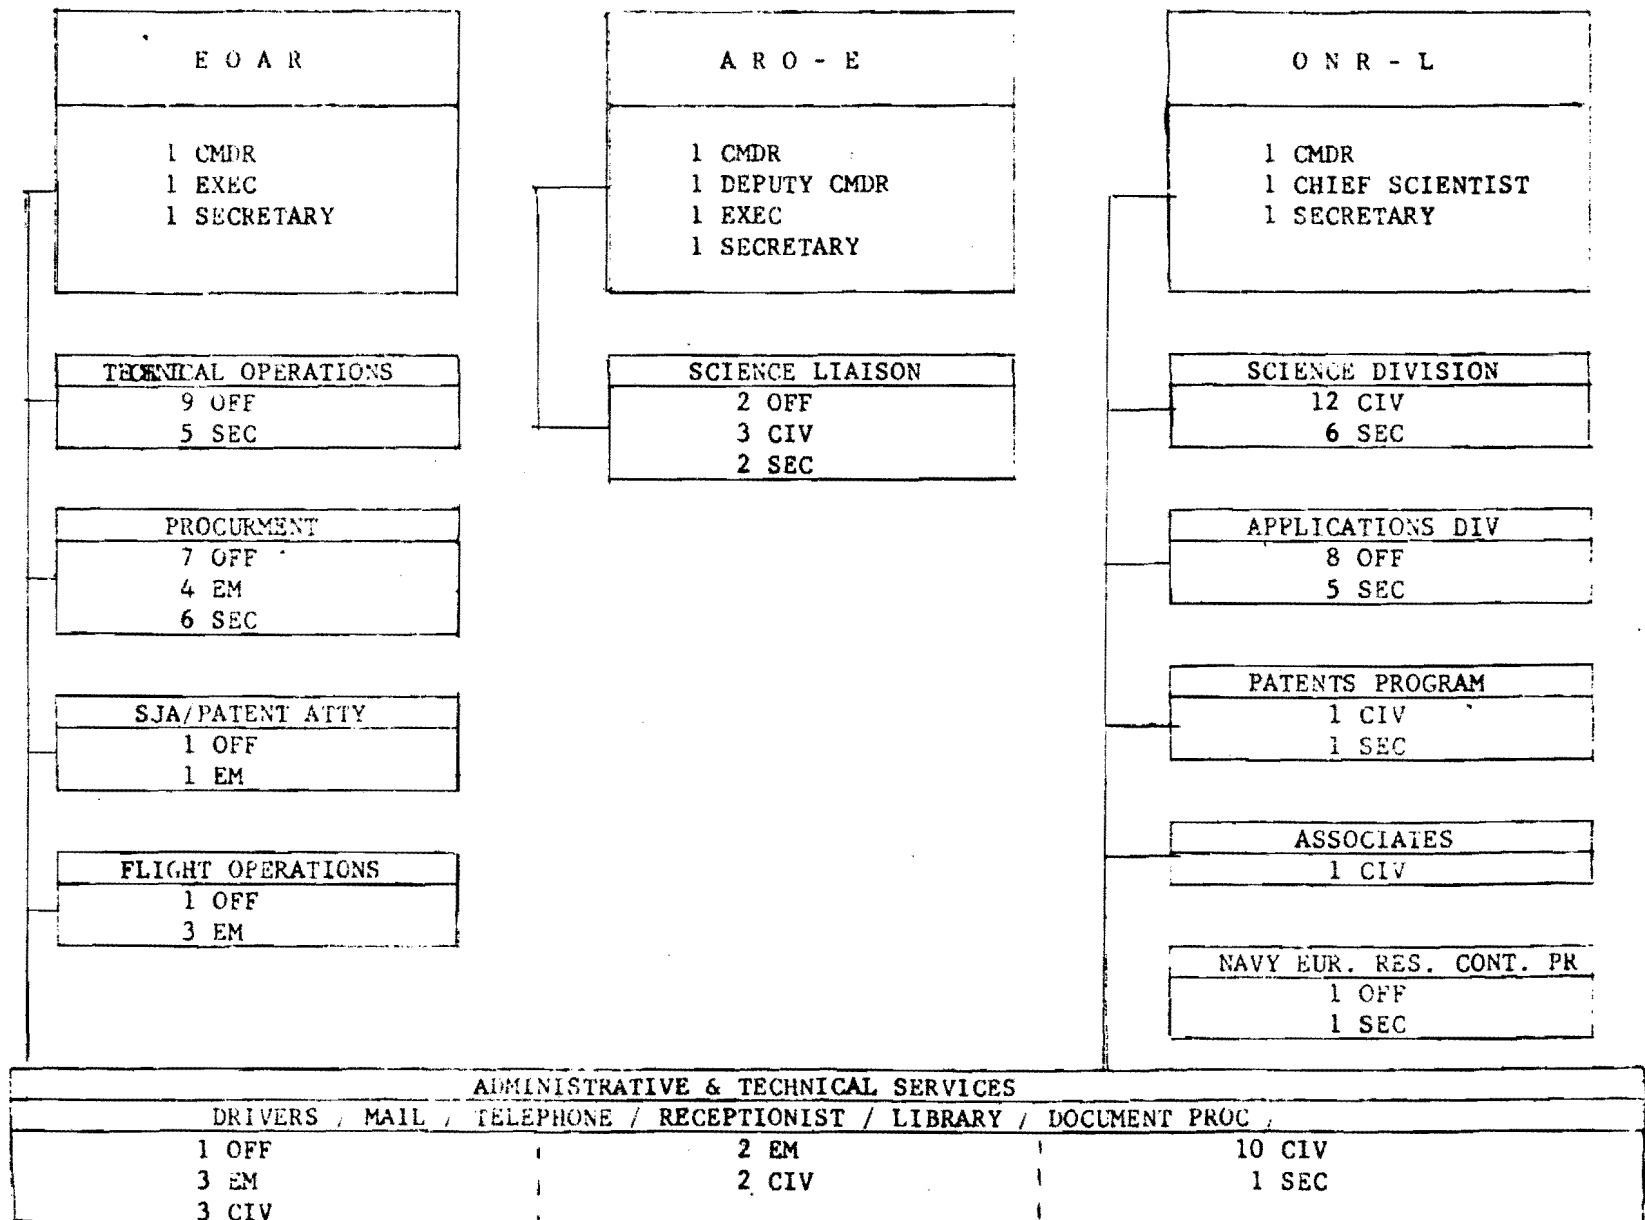 E O A R
1 CMDR
1 EXEC
1 SECRETARY
TECHNICAL OPERATIONS
9 OFF
5 SEC
PROCURMENT
7 OFF
4 EM
6 SEC
SJA/PATENT ATTY
1 OFF
1 EM
FLIGHT OPERATIONS
1 OFF
3 EM
A R O - E
1 CMDR
1 DEPUTY CMDR
1 EXEC
1 SECRETARY
SCIENCE LIAISON
2 OFF
3 CIV
2 SEC
O N R - L
1 CMDR
1 CHIEF SCIENTIST
1 SECRETARY
SCIENCE DIVISION
12 CIV
6 SEC
APPLICATIONS DIV
8 OFF
5 SEC
PATENTS PROGRAM
1 CIV
1 SEC
ASSOCIATES
1 CIV
NAVY EUR. RES. CONT. PR
1 OFF
1 SEC
ADMINISTRATIVE & TECHNICAL SERVICES
DRIVERS / MAIL / TELEPHONE / RECEPTIONIST / LIBRARY / DOCUMENT PROC /
1 OFF
3 EM
3 CIV
2 EM
2 CIV
10 CIV
1 SEC